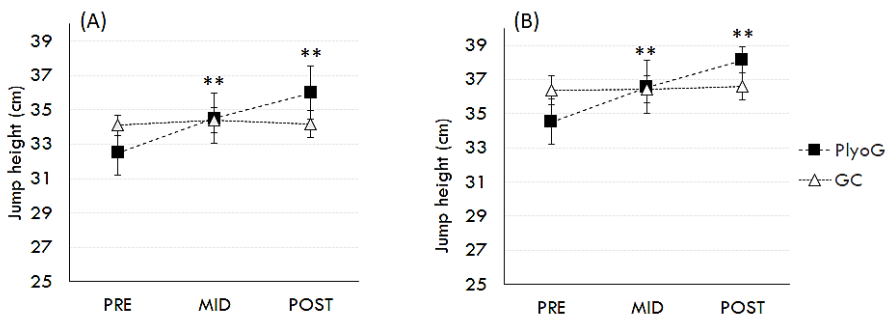 (A)
**
**
39
37
35
33
31
29
27
25
Jump height (cm)
PRE MID POST
(B)
**
**
39
37
35
33
31
29
27
25
Jump height (cm)
PRE MID POST
PlyoG
GC